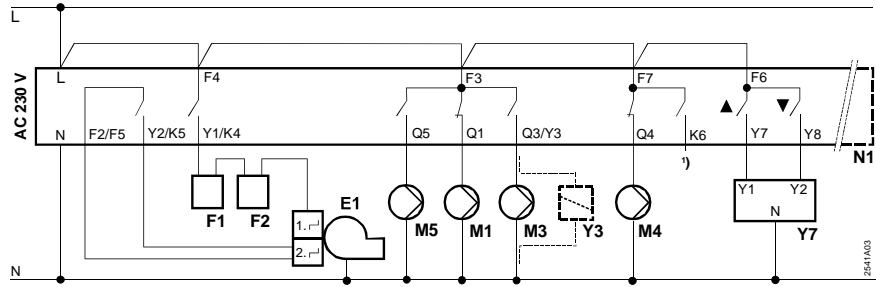 L
AC 230 V
L F4 F3 F7 F6
▲ ▼
N F2/F5 Y2/K5 Y1/K4 Q5 Q1 Q3/Y3 Q4 K6 Y7 Y8
N1
1)
F1 F2 E1 M5 M1 M3 Y3 M4
Y1 Y2
N
Y7
1.
2.
N
2541A03